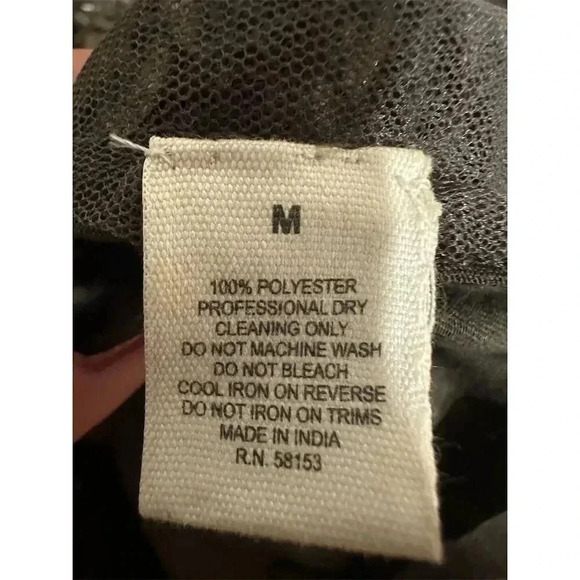 M
100% POLYESTER
PROFESSIONAL DRY
CLEANING ONLY
DO NOT MACHINE WASH
DO NOT BLEACH
COOL IRON ON REVERSE
DO NOT IRON ON TRIMS
MADE IN INDIA
R.N. 58153